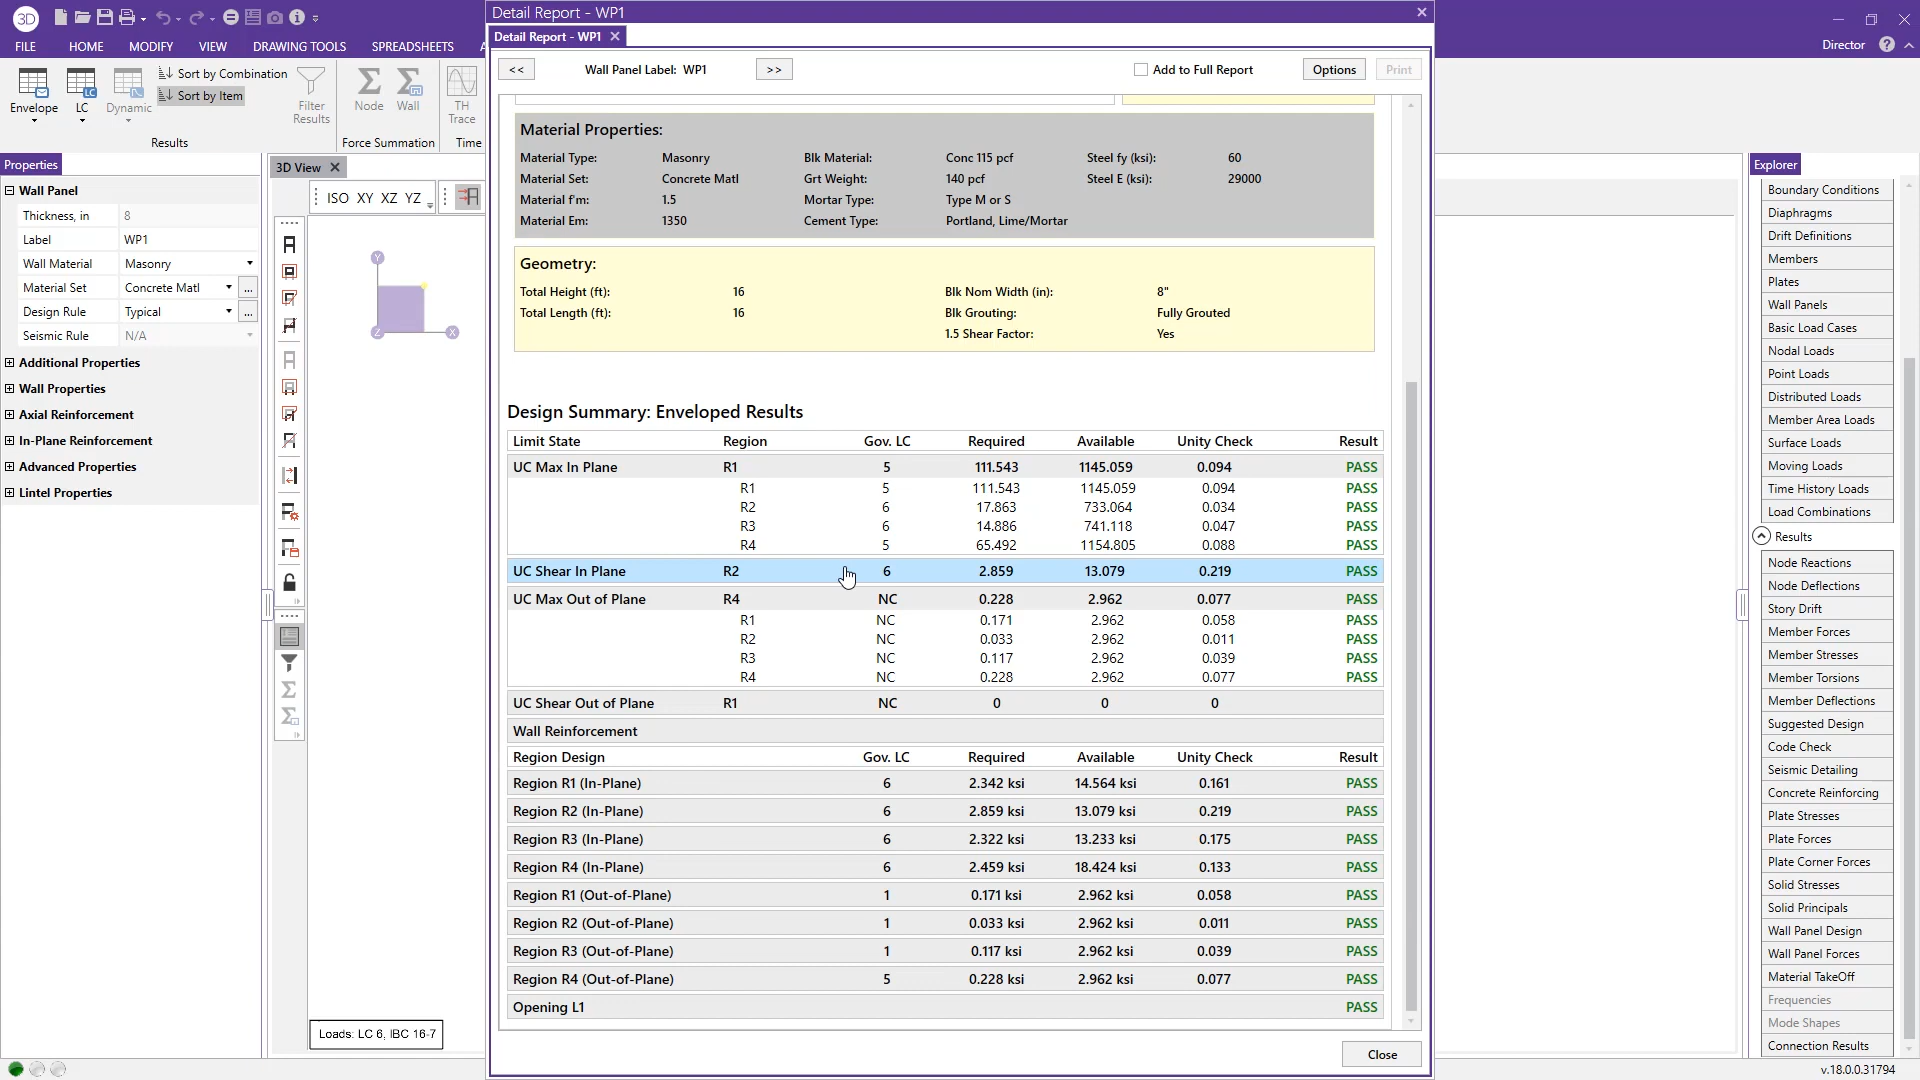 3D
Detail Report - WP1
FILE HOME MODIFY VIEW DRAWING TOOLS SPREADSHEETS
Director
Detail Report - WP1
<< Wall Panel Label: WP1 >> Add to Full Report Options Print
Envelope LC Dynamic
Sort by Combination
Sort by Item
Filter Results
Results
Node Wall
Force Summation
TH Trace
Time
Properties
Wall Panel
Thickness, in 8
Label WP1
Wall Material Masonry
Material Set Concrete Matl ...
Design Rule Typical ...
Seismic Rule N/A
Additional Properties
Wall Properties
Axial Reinforcement
In-Plane Reinforcement
Advanced Properties
Lintel Properties
3D View
ISO XY XZ YZ
Y
Z X
Loads: LC 6, IBC 16-7
Material Properties:
Material Type: Masonry Blk Material: Conc 115 pcf Steel fy (ksi): 60
Material Set: Concrete Matl Grt Weight: 140 pcf Steel E (ksi): 29000
Material f'm: 1.5 Mortar Type: Type M or S
Material Em: 1350 Cement Type: Portland, Lime/Mortar
Geometry:
Total Height (ft): 16 Blk Nom Width (in): 8"
Total Length (ft): 16 Blk Grouting: Fully Grouted
1.5 Shear Factor: Yes
Design Summary: Enveloped Results
Limit State Region Gov. LC Required Available Unity Check Result
UC Max In Plane R1 5 111.543 1145.059 0.094 PASS
R1 5 111.543 1145.059 0.094 PASS
R2 6 17.863 733.064 0.034 PASS
R3 6 14.886 741.118 0.047 PASS
R4 5 65.492 1154.805 0.088 PASS
UC Shear In Plane R2 6 2.859 13.079 0.219 PASS
UC Max Out of Plane R4 NC 0.228 2.962 0.077 PASS
R1 NC 0.171 2.962 0.058 PASS
R2 NC 0.033 2.962 0.011 PASS
R3 NC 0.117 2.962 0.039 PASS
R4 NC 0.228 2.962 0.077 PASS
UC Shear Out of Plane R1 NC 0 0 0
Wall Reinforcement
Region Design Gov. LC Required Available Unity Check Result
Region R1 (In-Plane) 6 2.342 ksi 14.564 ksi 0.161 PASS
Region R2 (In-Plane) 6 2.859 ksi 13.079 ksi 0.219 PASS
Region R3 (In-Plane) 6 2.322 ksi 13.233 ksi 0.175 PASS
Region R4 (In-Plane) 6 2.459 ksi 18.424 ksi 0.133 PASS
Region R1 (Out-of-Plane) 1 0.171 ksi 2.962 ksi 0.058 PASS
Region R2 (Out-of-Plane) 1 0.033 ksi 2.962 ksi 0.011 PASS
Region R3 (Out-of-Plane) 1 0.117 ksi 2.962 ksi 0.039 PASS
Region R4 (Out-of-Plane) 5 0.228 ksi 2.962 ksi 0.077 PASS
Opening L1 PASS
Close
Explorer
Boundary Conditions
Diaphragms
Drift Definitions
Members
Plates
Wall Panels
Basic Load Cases
Nodal Loads
Point Loads
Distributed Loads
Member Area Loads
Surface Loads
Moving Loads
Time History Loads
Load Combinations
Results
Node Reactions
Node Deflections
Story Drift
Member Forces
Member Stresses
Member Torsions
Member Deflections
Suggested Design
Code Check
Seismic Detailing
Concrete Reinforcing
Plate Stresses
Plate Forces
Plate Corner Forces
Solid Stresses
Solid Principals
Wall Panel Design
Wall Panel Forces
Material TakeOff
Frequencies
Mode Shapes
Connection Results
v.18.0.0.31794